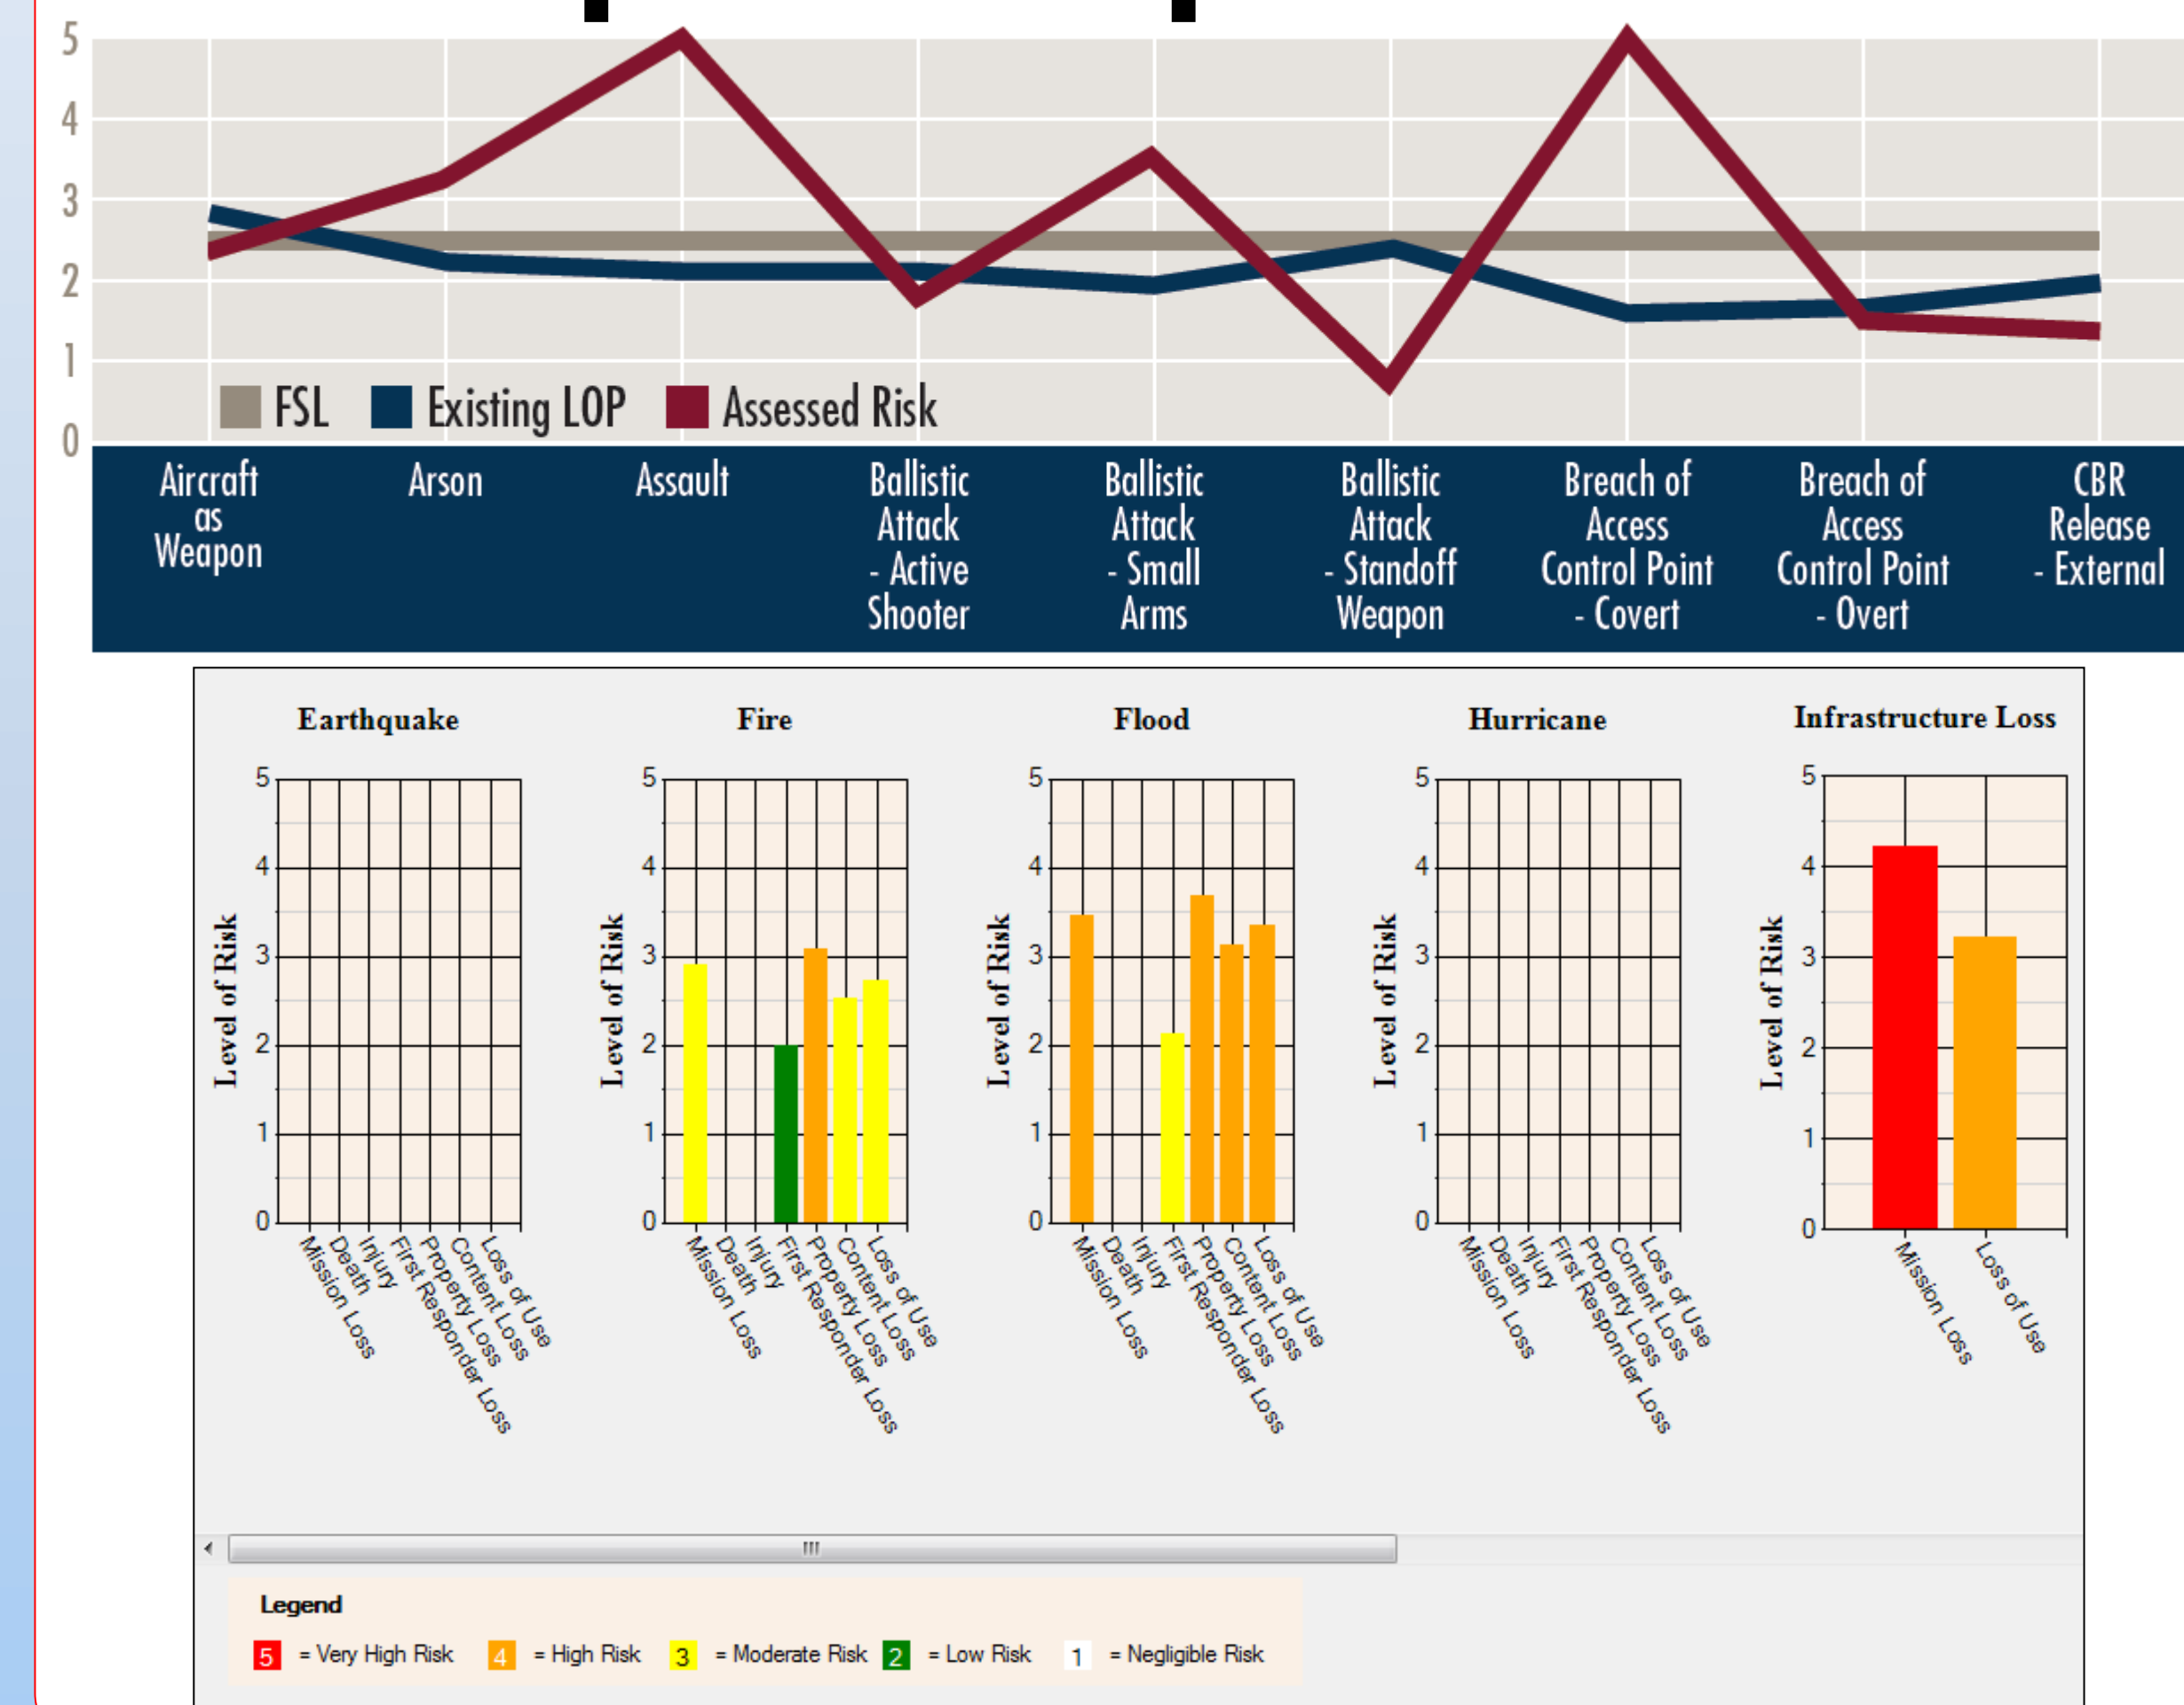 5
4
3
2
1
0
FSL Existing LOP Assessed Risk
Aircraft
as
Weapon
Arson
Assault
Ballistic
Attack
- Active
Shooter
Ballistic
Attack
- Small
Arms
Ballistic
Attack
- Standoff
Weapon
Breach of
Access
Control Point
- Covert
Breach of
Access
Control Point
- Overt
CBR
Release
- External
Earthquake
Level of Risk
5
4
3
2
1
0
Mission Loss
Death
Injury
First Responder Loss
Property Loss
Content Loss
Loss of Use
Fire
Level of Risk
5
4
3
2
1
0
Mission Loss
Death
Injury
First Responder Loss
Property Loss
Content Loss
Loss of Use
Flood
Level of Risk
5
4
3
2
1
0
Mission Loss
Death
Injury
First Responder Loss
Property Loss
Content Loss
Loss of Use
Hurricane
Level of Risk
5
4
3
2
1
0
Mission Loss
Death
Injury
First Responder Loss
Property Loss
Content Loss
Loss of Use
Infrastructure Loss
Level of Risk
5
4
3
2
1
0
Mission Loss
Loss of Use
Legend
5 = Very High Risk 4 = High Risk 3 = Moderate Risk 2 = Low Risk 1 = Negligible Risk